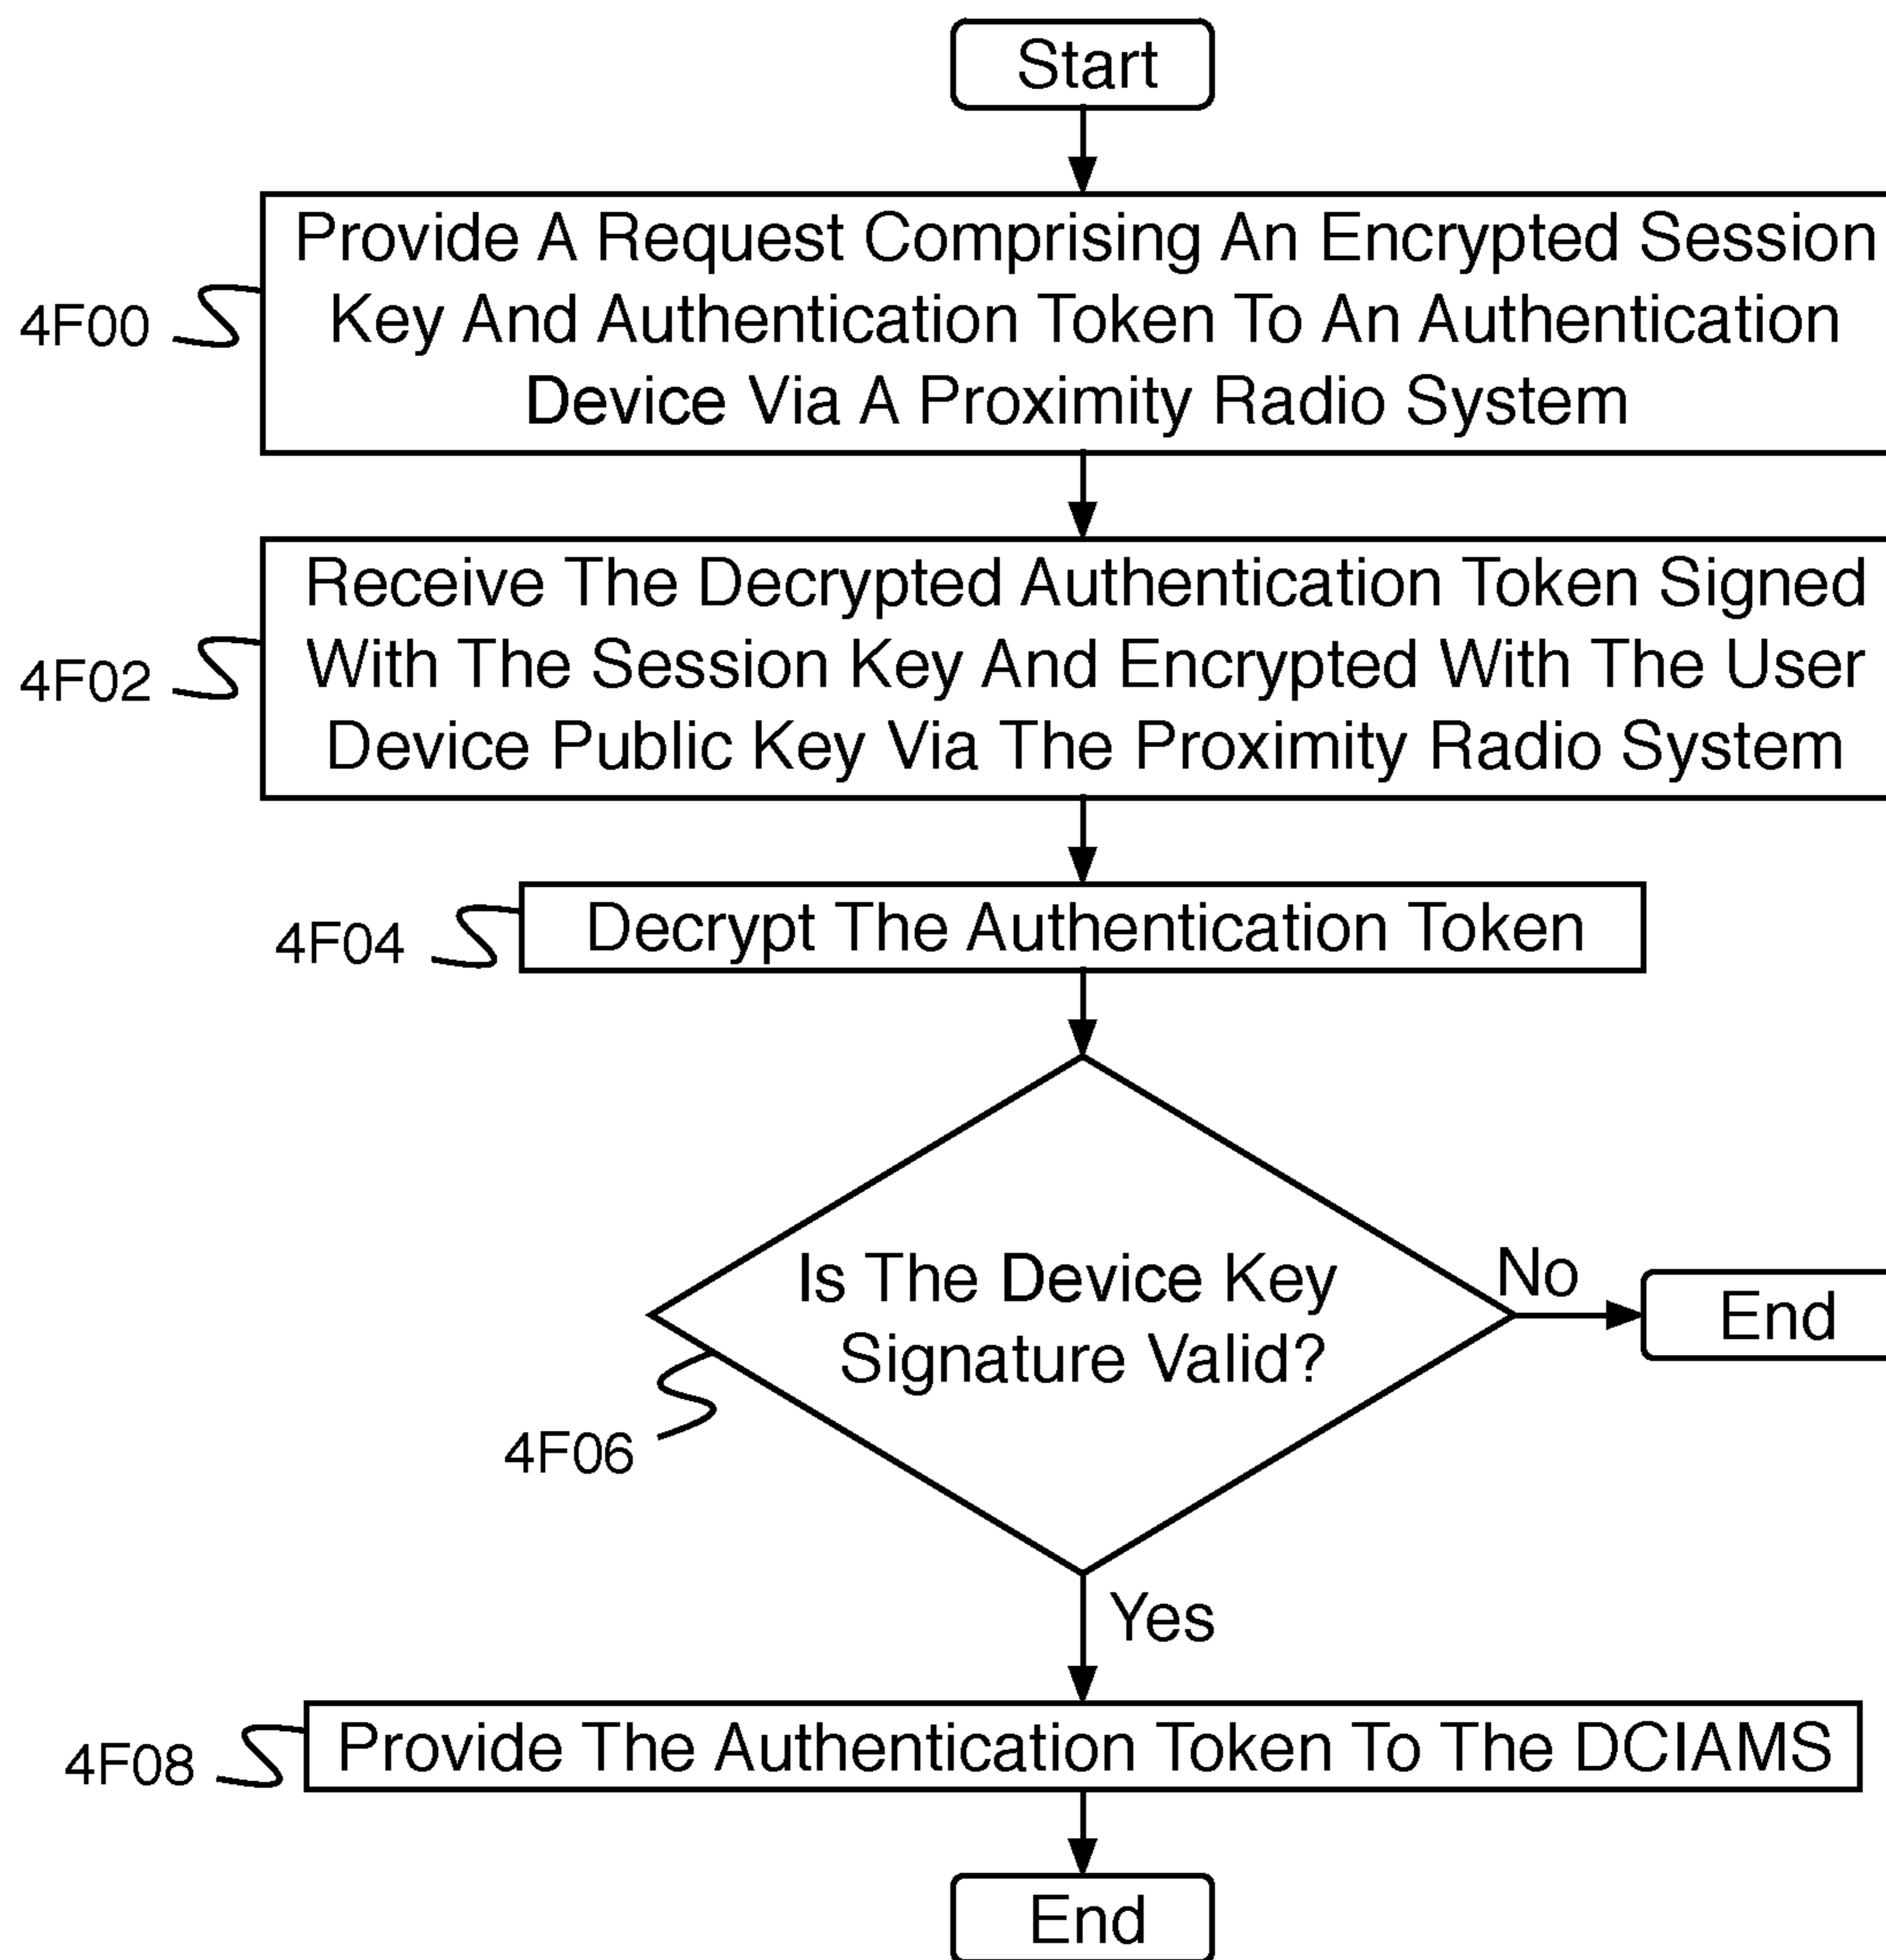 Start
Provide A Request Comprising An Encrypted Session
Key And Authentication Token To An Authentication
Device Via A Proximity Radio System
4F00
Receive The Decrypted Authentication Token Signed
With The Session Key And Encrypted With The User
Device Public Key Via The Proximity Radio System
4F02
Decrypt The Authentication Token
4F04
Is The Device Key
Signature Valid?
No
End
4F06
Yes
Provide The Authentication Token To The DCIAMS
4F08
End